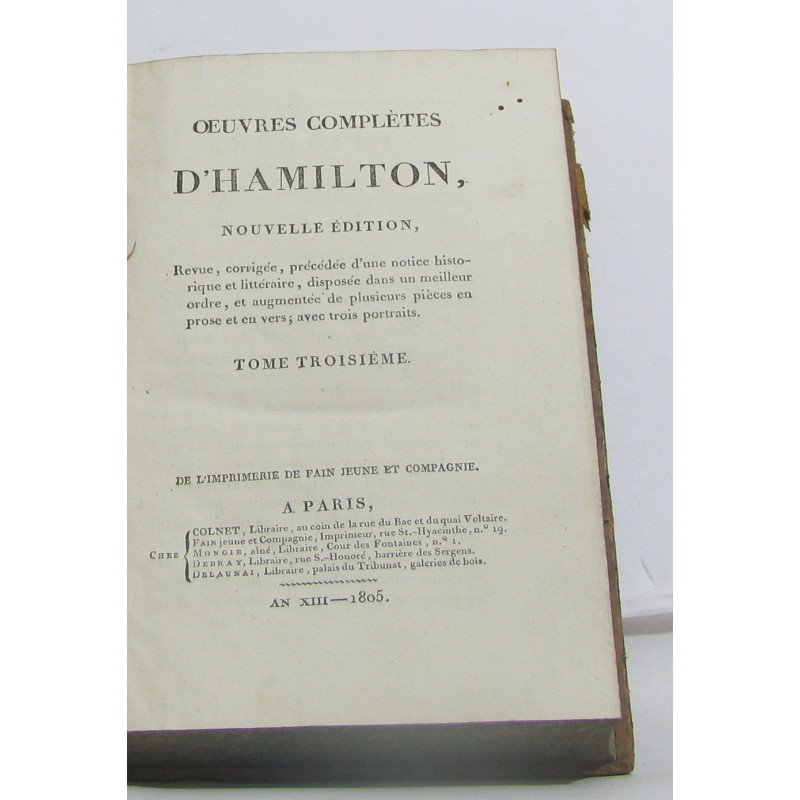 OEUVRES COMPLÈTES
D'HAMILTON,
NOUVELLE ÉDITION,
Revue, corrigée, précédée d'une notice histo-
rique et littéraire, disposée dans un meilleur
ordre, et augmentée de plusieurs pièces en
prose et en vers; avec trois portraits.
TOME TROISIÈME.
DE L'IMPRIMERIE DE FAIN JEUNE ET COMPAGNIE.
A PARIS,
CHEZ
COLNET, Libraire, au coin de la rue du Bac et du quai Voltaire.
FAIN jeune et Compagnie, Imprimeur, rue St.-Hyacinthe, n.º 19.
MONGIE, aîné, Libraire, Cour des Fontaines, n.º 1.
DEBRAY, Libraire, rue S.-Honoré, barrière des Sergens.
DELAUNAI, Libraire, palais du Tribunat, galeries de bois.
AN XIII—1805.